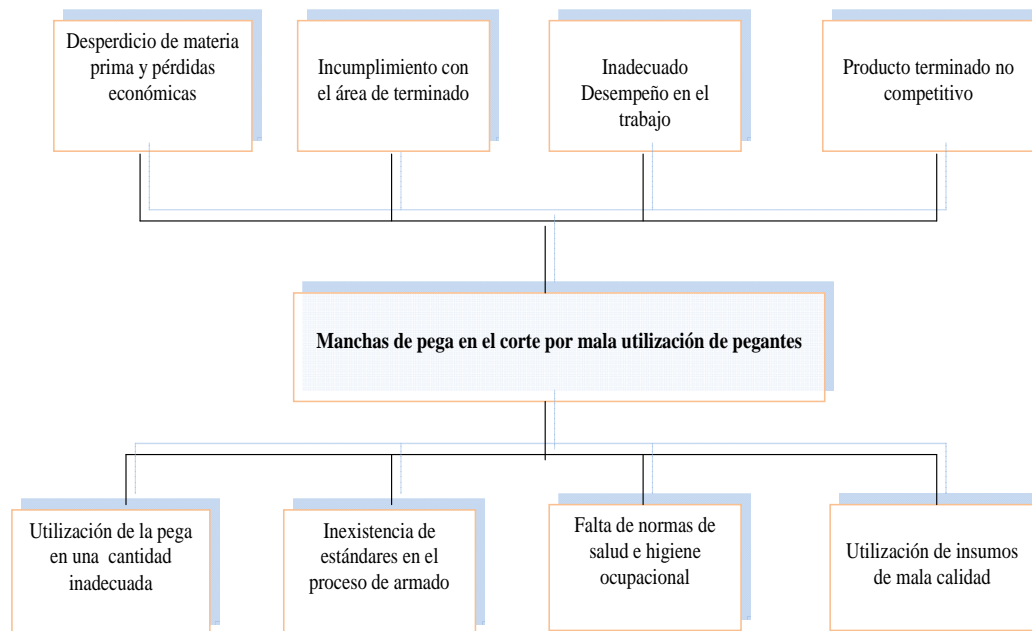 Desperdicio de materia
prima y pérdidas
económicas
Incumplimiento con
el área de terminado
Inadecuado
Desempeño en el
trabajo
Producto terminado no
competitivo
Manchas de pega en el corte por mala utilización de pegantes
Utilización de la pega
en una cantidad
inadecuada
Inexistencia de
estándares en el
proceso de armado
Falta de normas de
salud e higiene
ocupacional
Utilización de insumos
de mala calidad